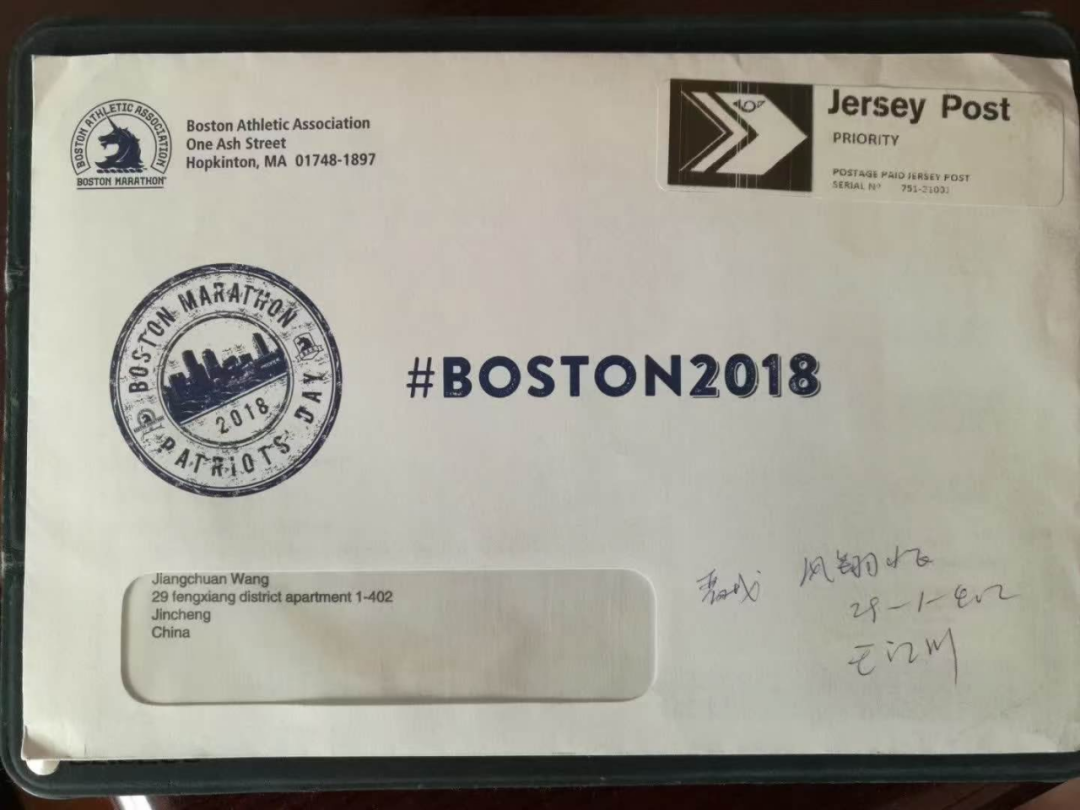 BOSTON ATHLETIC ASSOCIATION
BOSTON MARATHON®
Boston Athletic Association
One Ash Street
Hopkinton, MA 01748-1897
Jersey Post
PRIORITY
POSTAGE PAID JERSEY POST
SERIAL Nº
BOSTON MARATHON
2018
PATRIOTS' DAY
#BOSTON2018
Jiangchuan Wang
29 fengxiang district apartment 1-402
Jincheng
China
凤翔小区
29-1-402
王江川